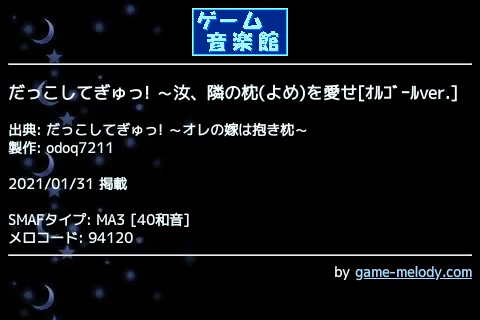 ゲーム
音楽館
だっこしてぎゅっ! ～汝、隣の枕(よめ)を愛せ[ｵﾙｺﾞｰﾙver.]
出典: だっこしてぎゅっ! ～オレの嫁は抱き枕～
製作: odoq7211
2021/01/31 掲載
SMAFタイプ: MA3 [40和音]
メロコード: 94120
by game-melody.com